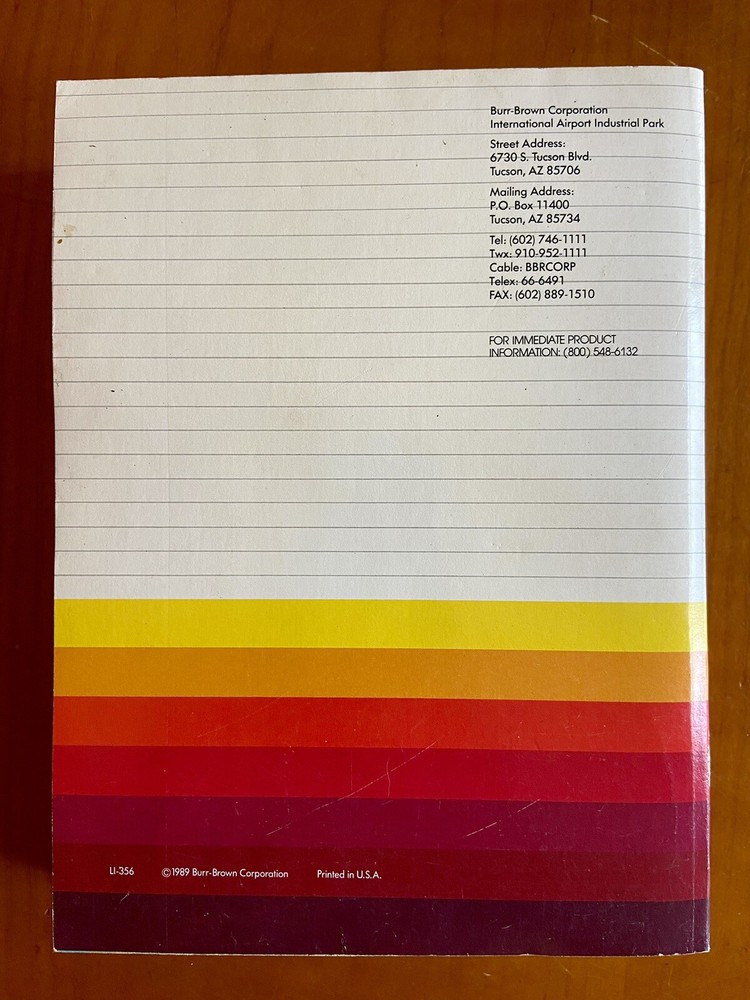 Burr-Brown Corporation
International Airport Industrial Park
Street Address:
6730 S. Tucson Blvd.
Tucson, AZ 85706
Mailing Address:
P.O. Box 11400
Tucson, AZ 85734
Tel: (602) 746-1111
Twx: 910-952-1111
Cable: BBRCORP
Telex: 66-6491
FAX: (602) 889-1510
FOR IMMEDIATE PRODUCT
INFORMATION: (800) 548-6132
LI-356 ©1989 Burr-Brown Corporation Printed in U.S.A.